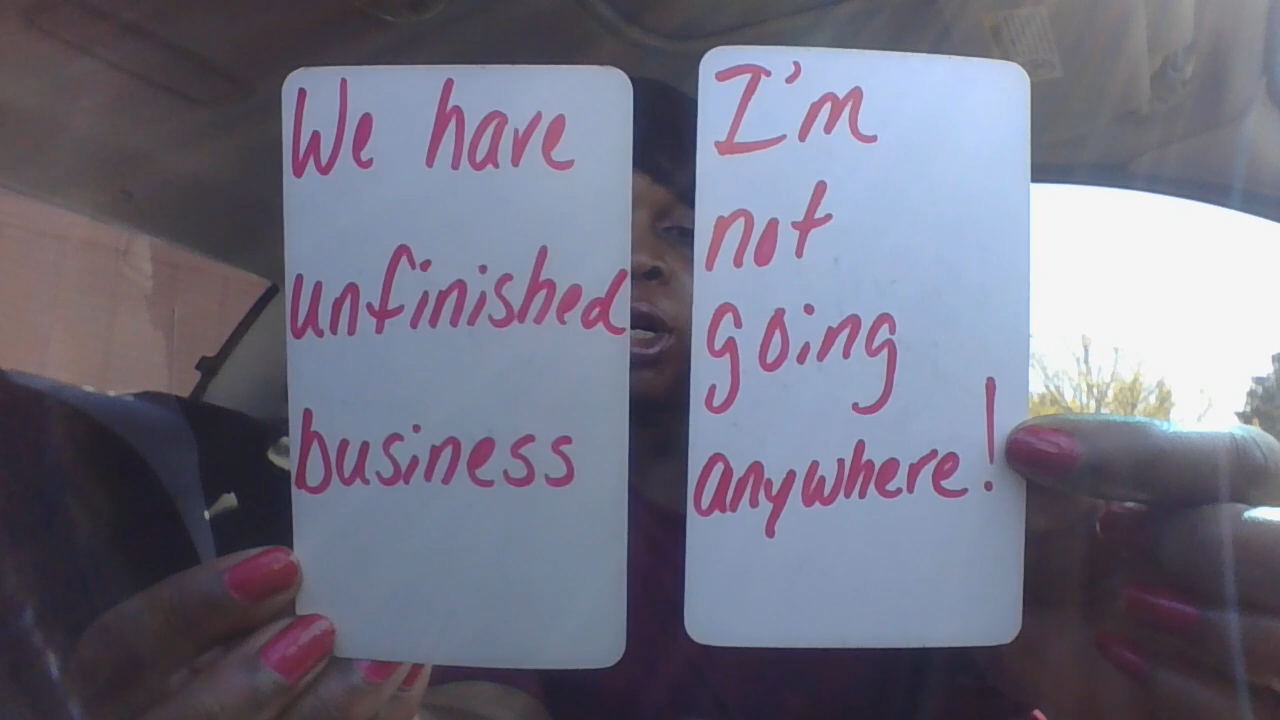 We have
unfinished
business
I'm
not
going
anywhere!